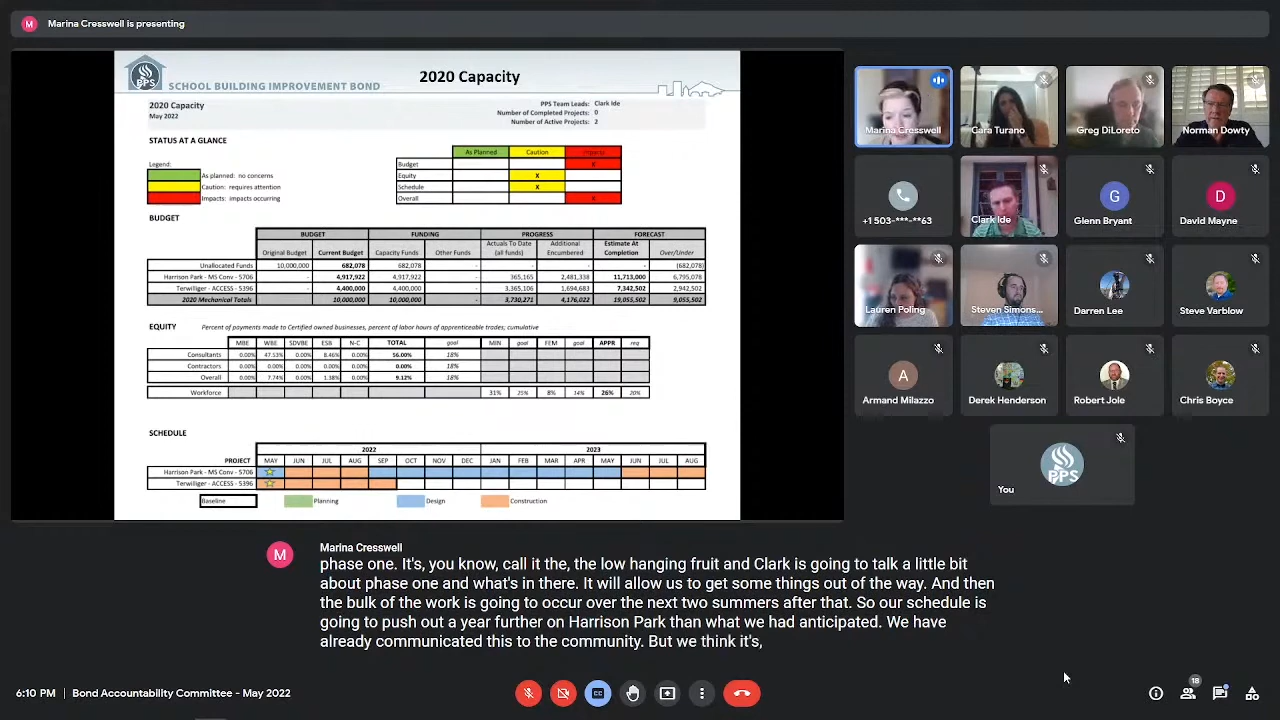 M Marina Cresswell is presenting
PPS SCHOOL BUILDING IMPROVEMENT BOND 2020 Capacity
2020 Capacity
May 2022
PPS Team Leads: Clark Ide
Number of Completed Projects: 0
Number of Active Projects: 2
STATUS AT A GLANCE
As Planned Caution Impacts
Legend: Budget X
As planned: no concerns Equity X
Caution: requires attention Schedule X
Impacts: impacts occurring Overall X
BUDGET
BUDGET FUNDING PROGRESS FORECAST
Original Budget Current Budget Capacity Funds Other Funds Actuals To Date (all funds) Additional Encumbered Estimate At Completion Over/Under
Unallocated Funds 10,000,000 682,078 682,078 - - (682,078)
Harrison Park - MS Conv - 5706 - 4,917,922 4,917,922 - 365,165 2,481,338 11,713,000 6,795,078
Terwilliger - ACCESS - 5396 - 4,400,000 4,400,000 - 3,365,106 1,694,683 7,342,502 2,942,502
2020 Mechanical Totals 10,000,000 10,000,000 - 3,730,271 4,176,022 19,055,502 9,055,502
EQUITY Percent of payments made to Certified owned businesses, percent of labor hours of apprenticeable trades; cumulative
MBE WBE SDVBE ESB N-C TOTAL goal MIN goal FEM goal APPR req
Consultants 0.00% 47.53% 0.00% 8.46% 0.00% 56.00% 18%
Contractors 0.00% 0.00% 0.00% 0.00% 0.00% 0.00% 18%
Overall 0.00% 7.74% 0.00% 1.38% 0.00% 9.12% 18%
Workforce 31% 25% 8% 14% 26% 20%
SCHEDULE
2022 2023
PROJECT MAY JUN JUL AUG SEP OCT NOV DEC JAN FEB MAR APR MAY JUN JUL AUG
Harrison Park - MS Conv - 5706
Terwilliger - ACCESS - 5396
Baseline Planning Design Construction
Marina Cresswell
Cara Turano
Greg DiLoreto
Norman Dowty
+1 503-***-**63
Clark Ide
G Glenn Bryant
D David Mayne
Lauren Poling
Steven Simons...
Darren Lee
Steve Varblow
A Armand Milazzo
Derek Henderson
Robert Jole
Chris Boyce
PPS You
M Marina Cresswell
phase one. It's, you know, call it the, the low hanging fruit and Clark is going to talk a little bit
about phase one and what's in there. It will allow us to get some things out of the way. And then
the bulk of the work is going to occur over the next two summers after that. So our schedule is
going to push out a year further on Harrison Park than what we had anticipated. We have
already communicated this to the community. But we think it's,
6:10 PM | Bond Accountability Committee - May 2022
CC
18